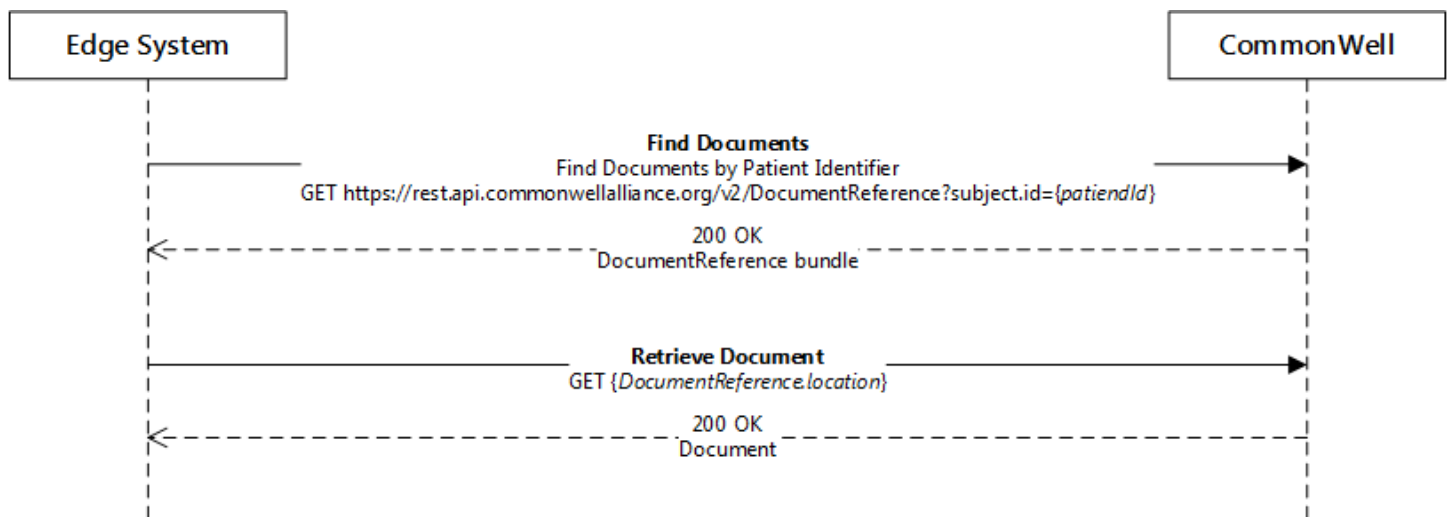 Edge System
CommonWell
Find Documents
Find Documents by Patient Identifier
GET https://rest.api.commonwellalliance.org/v2/DocumentReference?subject.id={patiendId}
200 OK
DocumentReference bundle
Retrieve Document
GET {DocumentReference.location}
200 OK
Document